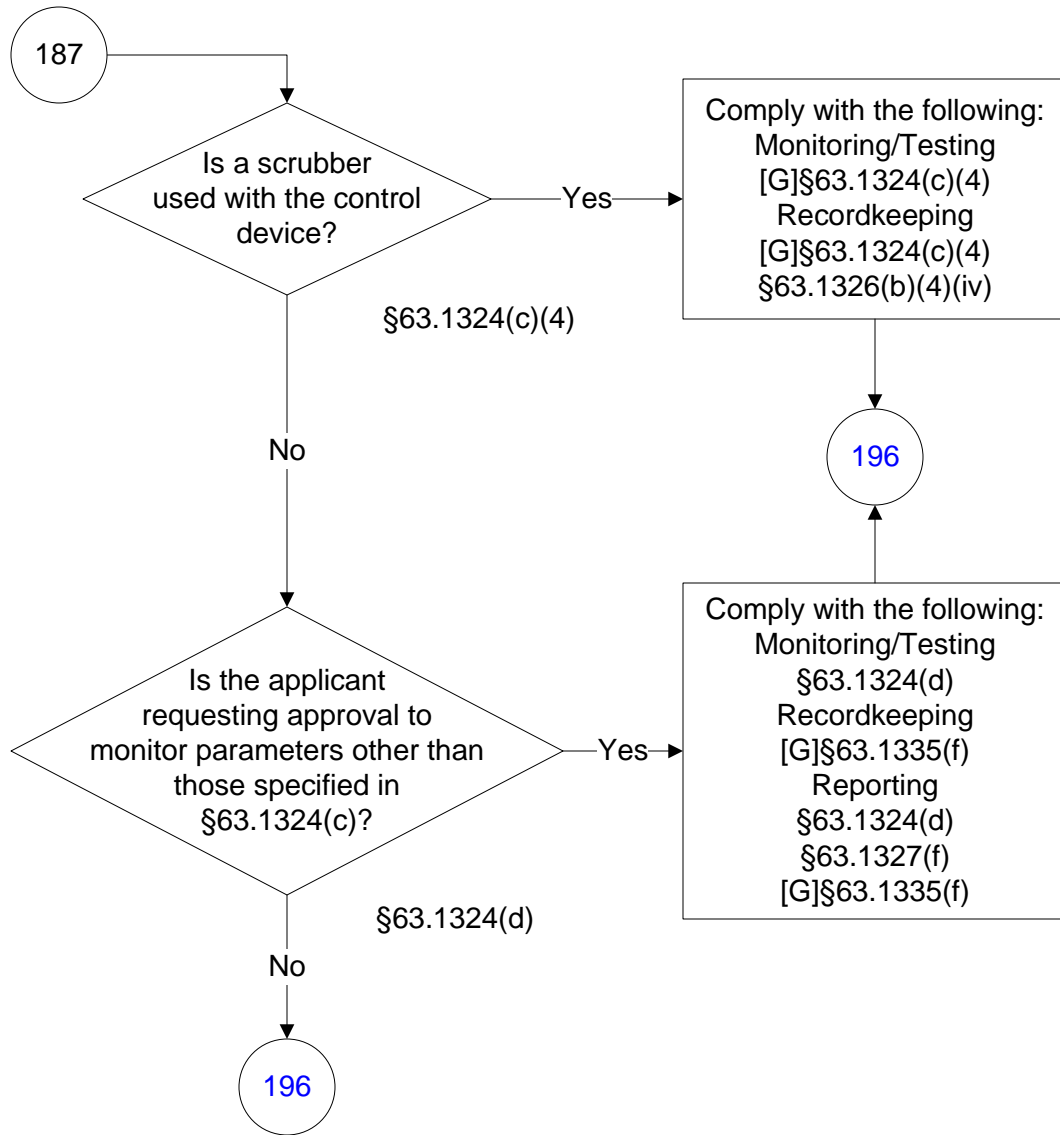 187
Is a scrubber
used with the control
device?
Yes
Comply with the following:
Monitoring/Testing
[G]§63.1324(c)(4)
Recordkeeping
[G]§63.1324(c)(4)
§63.1326(b)(4)(iv)
§63.1324(c)(4)
No
196
Is the applicant
requesting approval to
monitor parameters other than
those specified in
§63.1324(c)?
Yes
Comply with the following:
Monitoring/Testing
§63.1324(d)
Recordkeeping
[G]§63.1335(f)
Reporting
§63.1324(d)
§63.1327(f)
[G]§63.1335(f)
§63.1324(d)
No
196